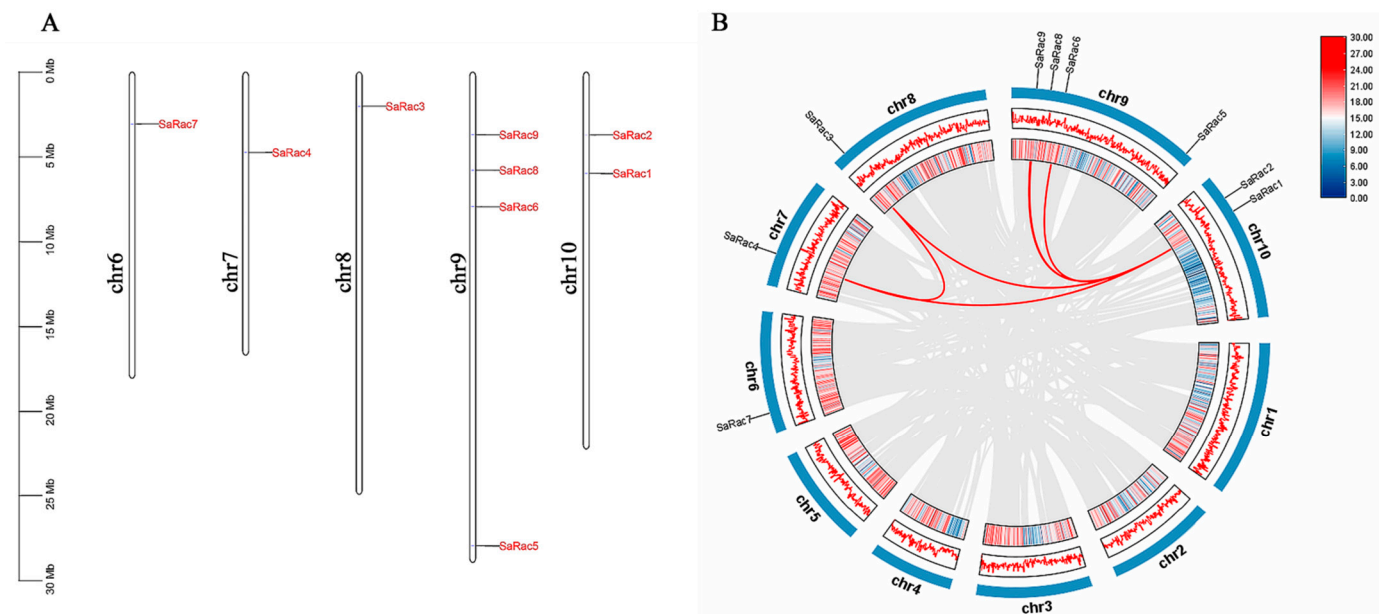 A
0 Mb
5 Mb
10 Mb
15 Mb
20 Mb
25 Mb
30 Mb
chr6
SaRac7
chr7
SaRac4
chr8
SaRac3
chr9
SaRac9
SaRac8
SaRac6
SaRac5
chr10
SaRac2
SaRac1
B
SaRac9
SaRac8
SaRac6
chr9
SaRac5
SaRac2
SaRac1
chr10
chr1
chr2
chr3
chr4
chr5
SaRac7
chr6
SaRac4
chr7
SaRac3
chr8
30.00
27.00
24.00
21.00
18.00
15.00
12.00
9.00
6.00
3.00
0.00